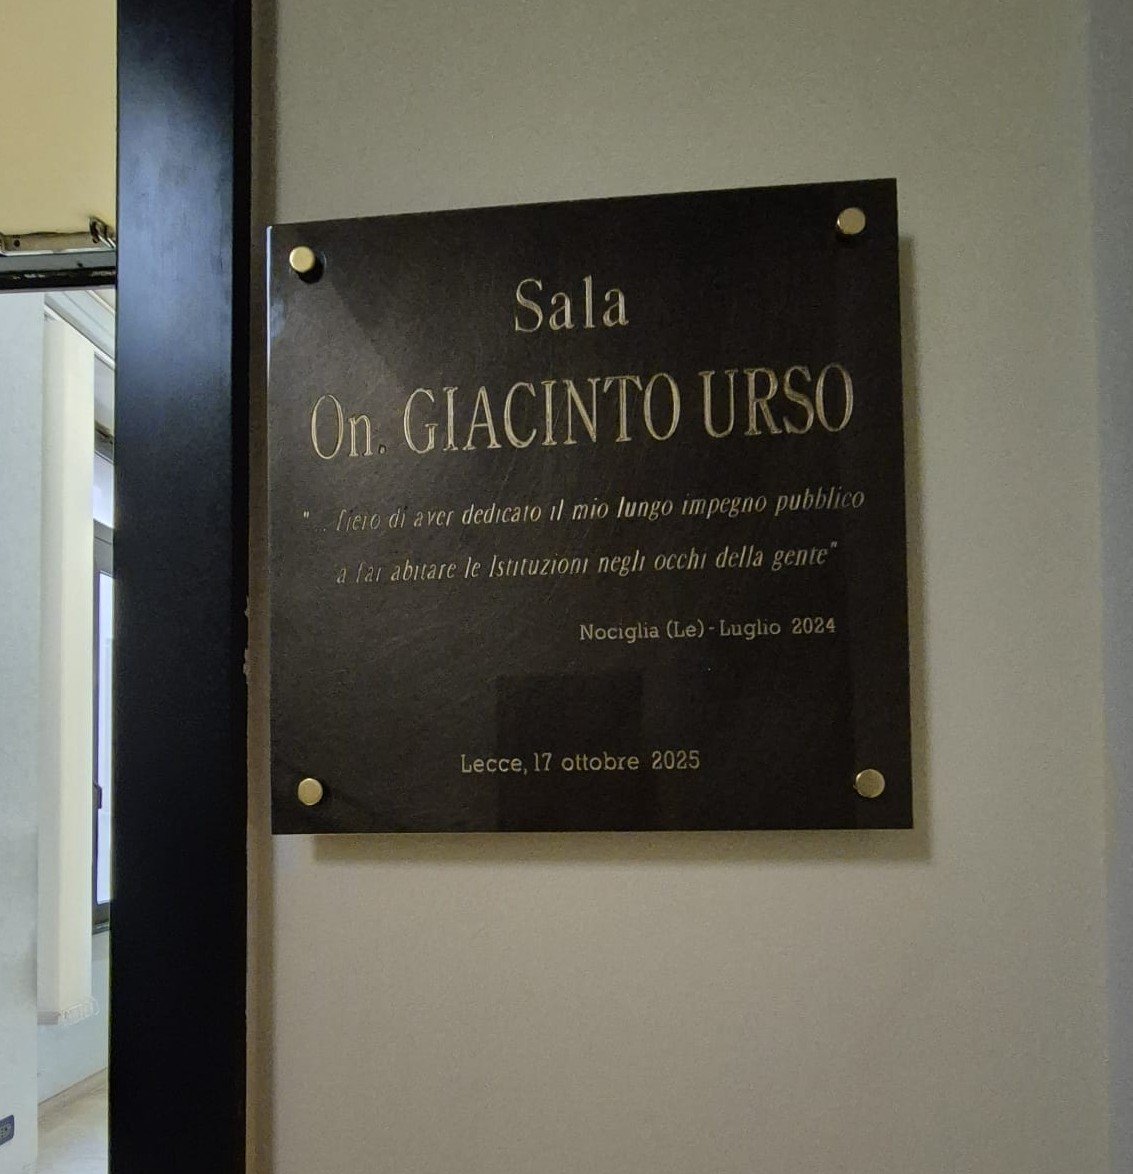 Sala
On. GIACINTO URSO
"... fiero di aver dedicato il mio lungo impegno pubblico
a far abitare le Istituzioni negli occhi della gente"
Nociglia (Le) - Luglio 2024
Lecce, 17 ottobre 2025